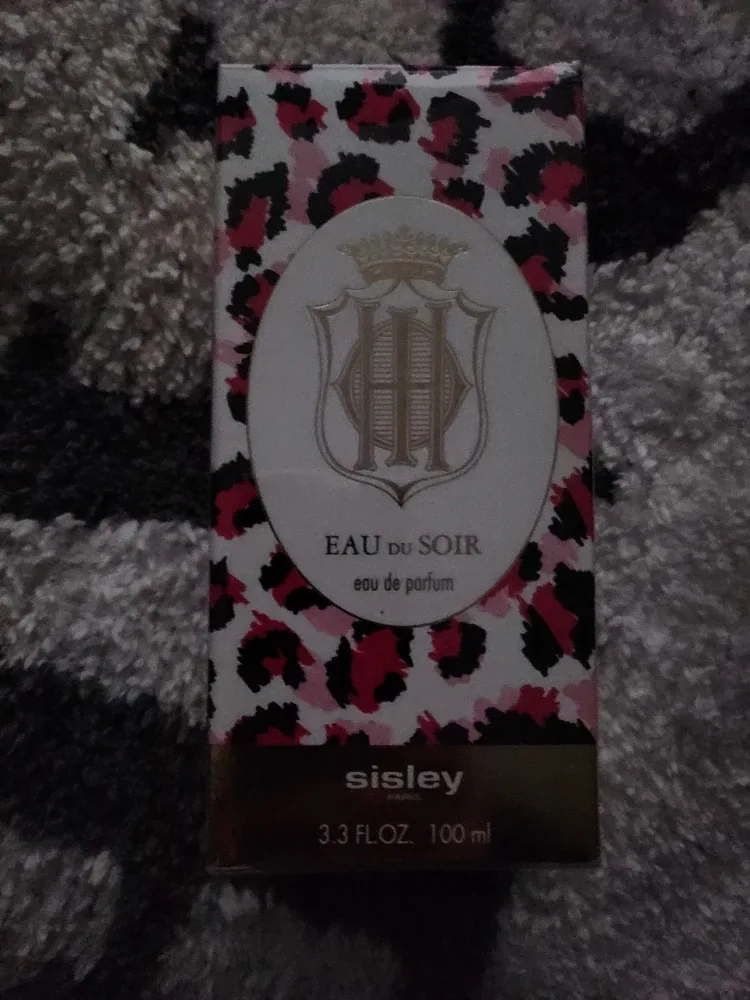 EAU DU SOIR
eau de parfum
sisley
PARIS
3.3 FL.OZ. 100 ml